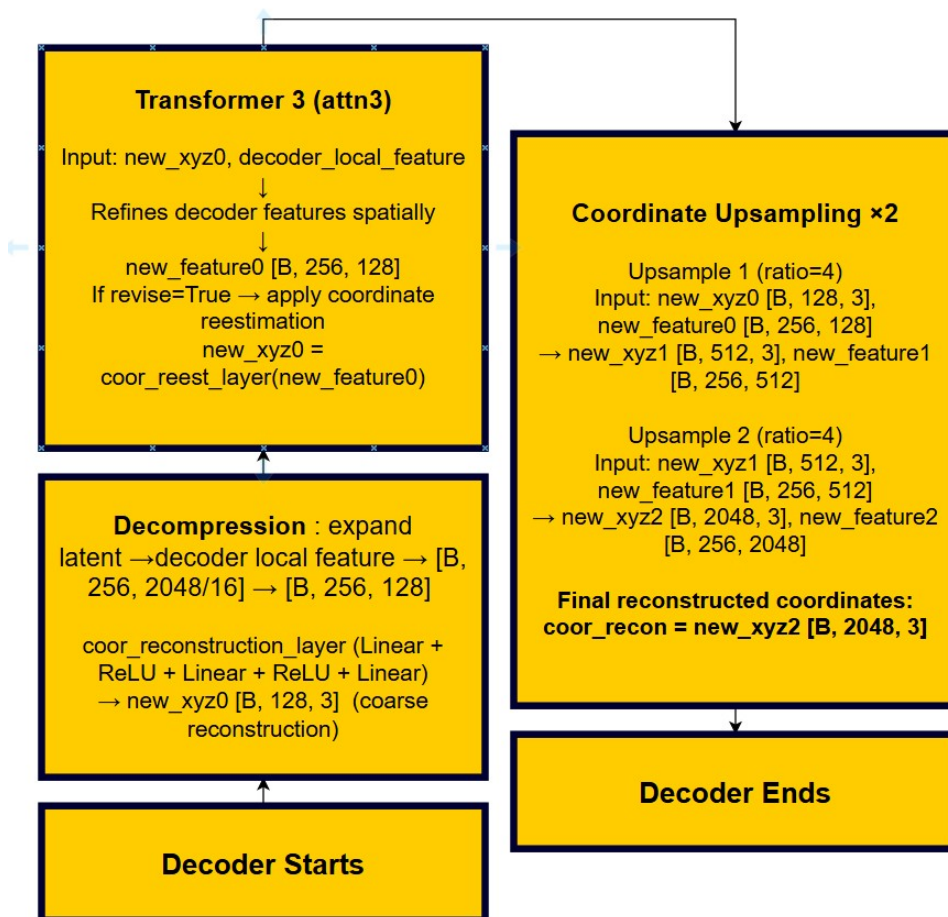 Transformer 3 (attn3)
Input: new_xyz0, decoder_local_feature
↓
Refines decoder features spatially
↓
new_feature0 [B, 256, 128]
If revise=True → apply coordinate
reestimation
new_xyz0 =
coor_reest_layer(new_feature0)
Decompression : expand
latent →decoder local feature → [B,
256, 2048/16] → [B, 256, 128]
coor_reconstruction_layer (Linear +
ReLU + Linear + ReLU + Linear)
→ new_xyz0 [B, 128, 3]  (coarse
reconstruction)
Decoder Starts
Coordinate Upsampling ×2
Upsample 1 (ratio=4)
Input: new_xyz0 [B, 128, 3],
new_feature0 [B, 256, 128]
→ new_xyz1 [B, 512, 3], new_feature1
[B, 256, 512]
Upsample 2 (ratio=4)
Input: new_xyz1 [B, 512, 3],
new_feature1 [B, 256, 512]
→ new_xyz2 [B, 2048, 3], new_feature2
[B, 256, 2048]
Final reconstructed coordinates:
coor_recon = new_xyz2 [B, 2048, 3]
Decoder Ends